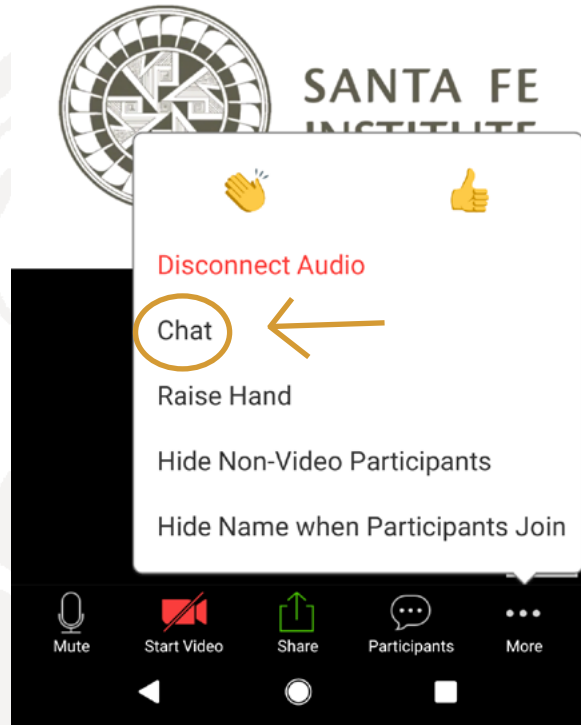 SANTA FE
INSTITUTE
Disconnect Audio
Chat
Raise Hand
Hide Non-Video Participants
Hide Name when Participants Join
Mute
Start Video
Share
Participants
More